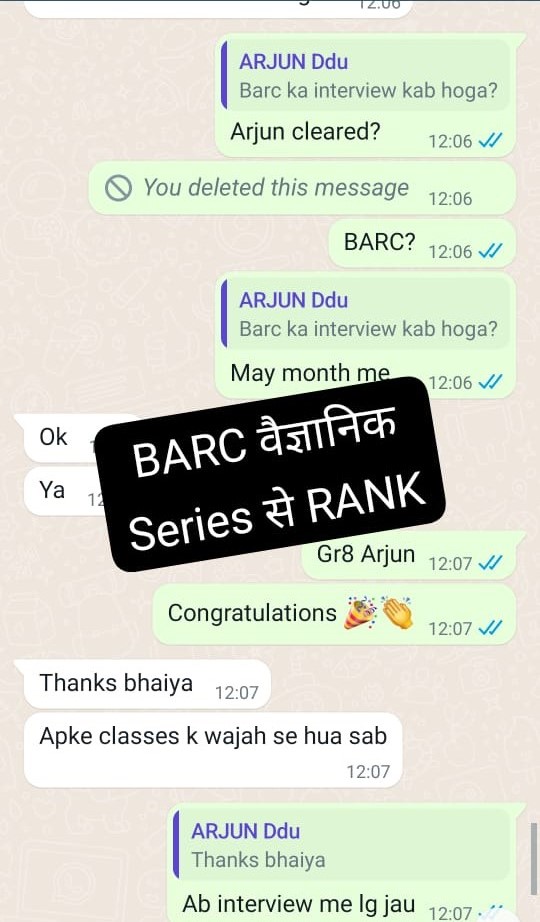 12:06
ARJUN Ddu
Barc ka interview kab hoga?
Arjun cleared? 12:06
You deleted this message 12:06
BARC? 12:06
ARJUN Ddu
Barc ka interview kab hoga?
May month me 12:06
Ok
Ya 12
BARC वैज्ञानिक
Series से RANK
Gr8 Arjun 12:07
Congratulations 🎉👏 12:07
Thanks bhaiya 12:07
Apke classes k wajah se hua sab
12:07
ARJUN Ddu
Thanks bhaiya
Ab interview me lg jau 12:07